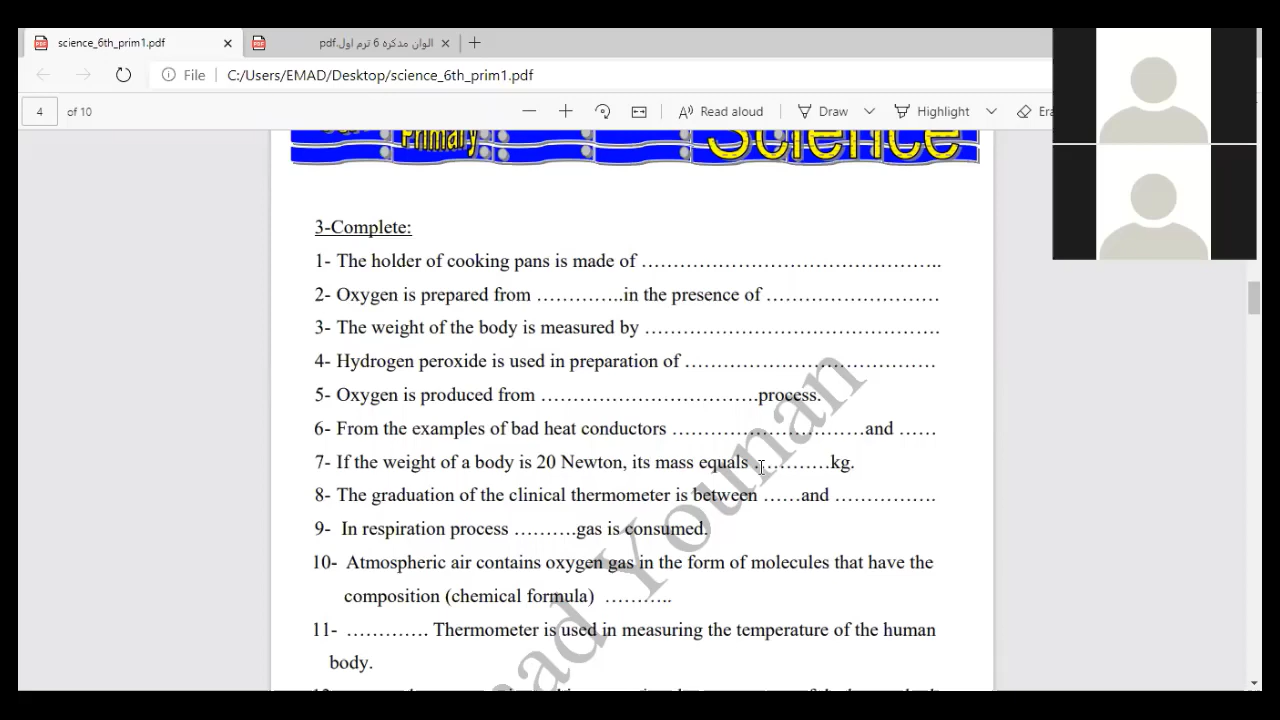 science_6th_prim1.pdf
الوان مذكره 6 ترم اول.pdf
File
C:/Users/EMAD/Desktop/science_6th_prim1.pdf
4 of 10
Read aloud
Draw
Highlight
Primary
Science
3-Complete:
1- The holder of cooking pans is made of ………………………………………..
2- Oxygen is prepared from …………..in the presence of ………………………
3- The weight of the body is measured by ……………………………………….
4- Hydrogen peroxide is used in preparation of …………………………………
5- Oxygen is produced from …………………………….process.
6- From the examples of bad heat conductors …………………………and ……
7- If the weight of a body is 20 Newton, its mass equals …………kg.
8- The graduation of the clinical thermometer is between ……and …………….
9- In respiration process ……….gas is consumed.
10- Atmospheric air contains oxygen gas in the form of molecules that have the
composition (chemical formula) ………..
11- …………. Thermometer is used in measuring the temperature of the human
body.
Younan